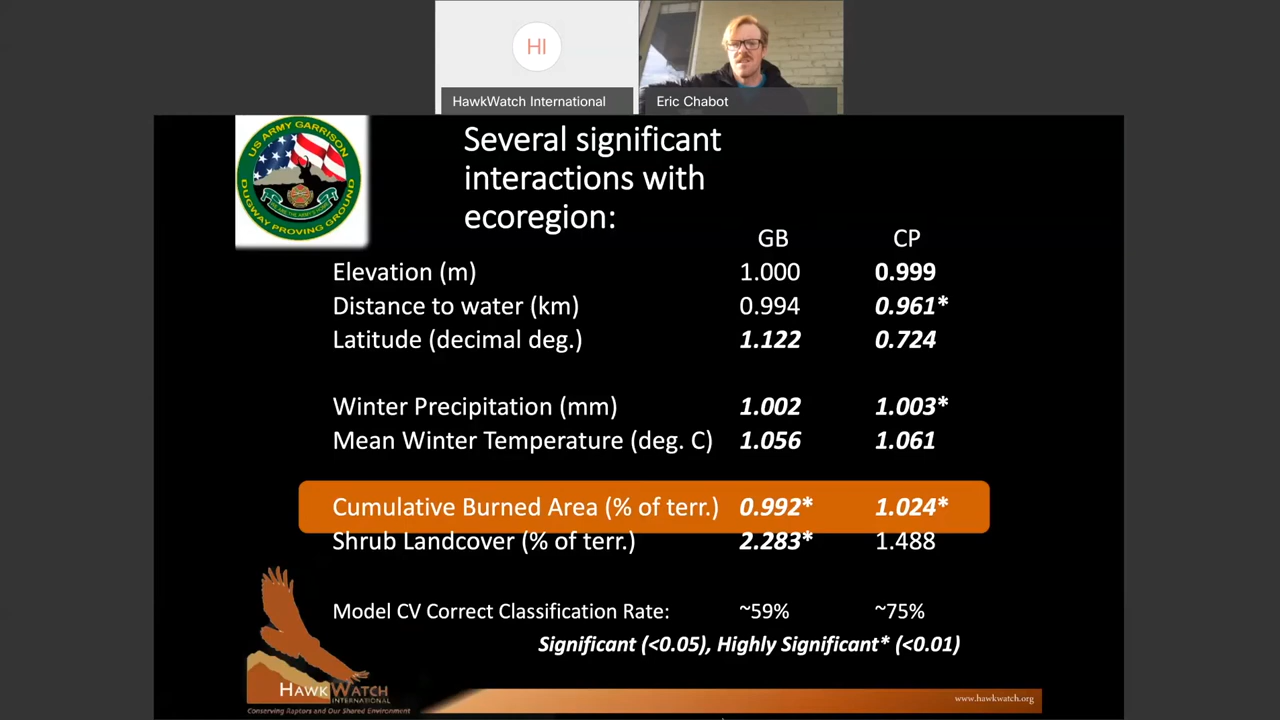 HI
HawkWatch International
Eric Chabot
US ARMY GARRISON
DUGWAY PROVING GROUND
Several significant
interactions with
ecoregion:
GB CP
Elevation (m) 1.000 0.999
Distance to water (km) 0.994 0.961*
Latitude (decimal deg.) 1.122 0.724
Winter Precipitation (mm) 1.002 1.003*
Mean Winter Temperature (deg. C) 1.056 1.061
Cumulative Burned Area (% of terr.) 0.992* 1.024*
Shrub Landcover (% of terr.) 2.283* 1.488
Model CV Correct Classification Rate: ~59% ~75%
Significant (<0.05), Highly Significant* (<0.01)
HAWKWATCH
INTERNATIONAL
Conserving Raptors and Our Shared Environment
www.hawkwatch.org